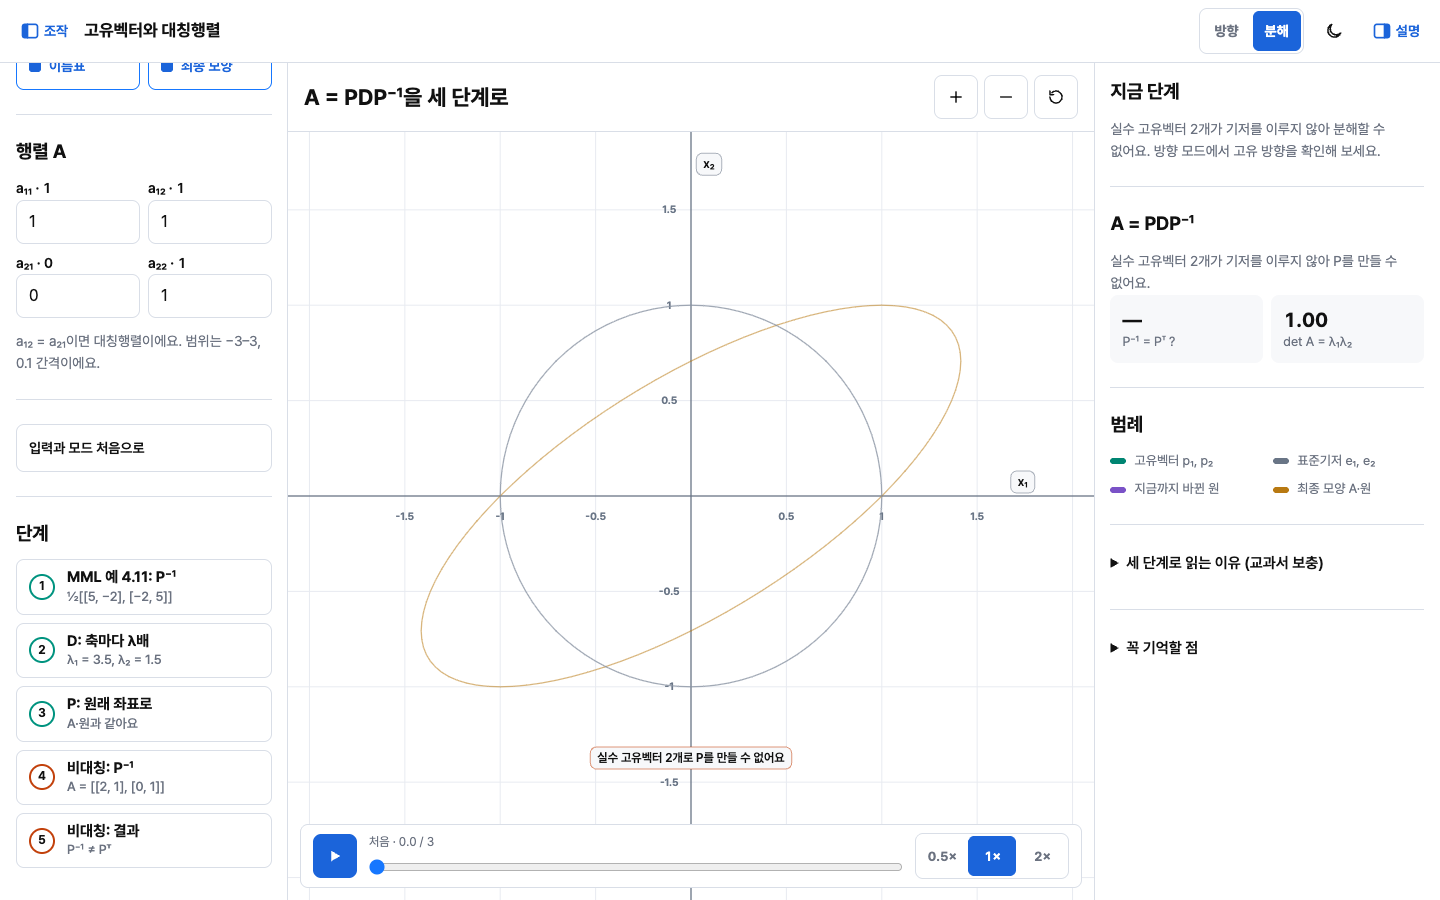 조작
고유벡터와 대칭행렬
방향
분해
설명
이름표
최종 모양
행렬 A
a₁₁ · 1
a₁₂ · 1
1
1
a₂₁ · 0
a₂₂ · 1
0
1
a₁₂ = a₂₁이면 대칭행렬이에요. 범위는 −3–3,
0.1 간격이에요.
입력과 모드 처음으로
단계
1
MML 예 4.11: P⁻¹
½[[5, −2], [−2, 5]]
2
D: 축마다 λ배
λ₁ = 3.5, λ₂ = 1.5
3
P: 원래 좌표로
A·원과 같아요
4
비대칭: P⁻¹
A = [[2, 1], [0, 1]]
5
비대칭: 결과
P⁻¹ ≠ Pᵀ
A = PDP⁻¹을 세 단계로
+
−
x₂
1.5
1
0.5
x₁
-1.5
-1
-0.5
0.5
1
1.5
-0.5
-1
실수 고유벡터 2개로 P를 만들 수 없어요
-1.5
처음 · 0.0 / 3
0.5×
1×
2×
지금 단계
실수 고유벡터 2개가 기저를 이루지 않아 분해할 수
없어요. 방향 모드에서 고유 방향을 확인해 보세요.
A = PDP⁻¹
실수 고유벡터 2개가 기저를 이루지 않아 P를 만들 수
없어요.
—
P⁻¹ = Pᵀ ?
1.00
det A = λ₁λ₂
범례
고유벡터 p₁, p₂
표준기저 e₁, e₂
지금까지 바뀐 원
최종 모양 A·원
세 단계로 읽는 이유 (교과서 보충)
꼭 기억할 점